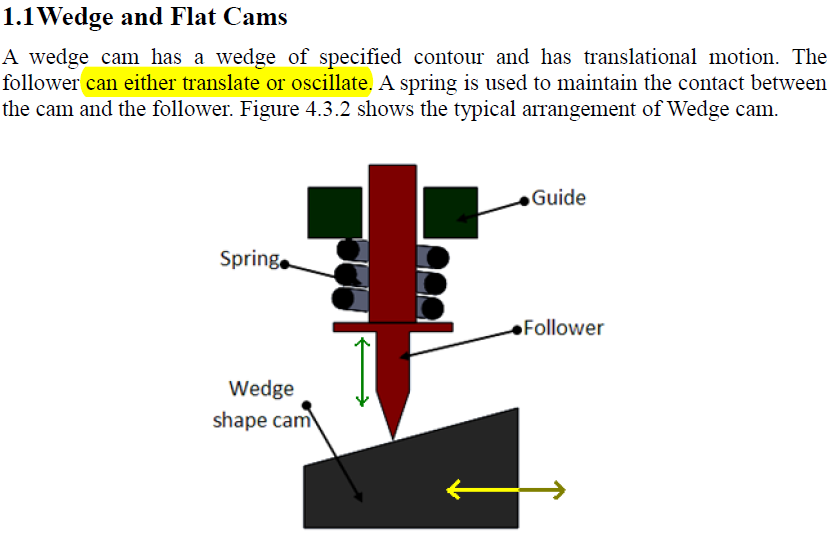 1.1Wedge and Flat Cams
A wedge cam has a wedge of specified contour and has translational motion. The
follower can either translate or oscillate. A spring is used to maintain the contact between
the cam and the follower. Figure 4.3.2 shows the typical arrangement of Wedge cam.
Guide
Spring
Follower
Wedge
shape cam